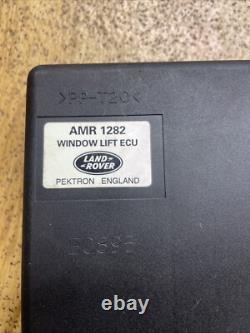 >PP-T20<
AMR 1282
WINDOW LIFT ECU
LAND
ROVER
PEKTRON ENGLAND